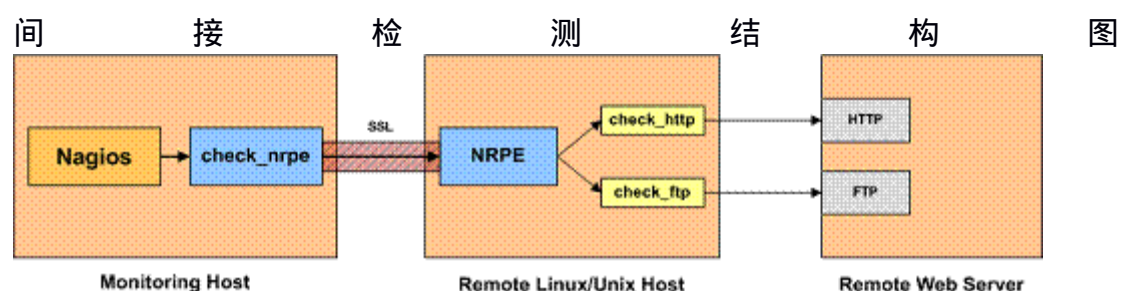 间接检测结构图
SSL
Nagios
check_nrpe
NRPE
check_http
check_ftp
HTTP
FTP
Monitoring Host
Remote Linux/Unix Host
Remote Web Server